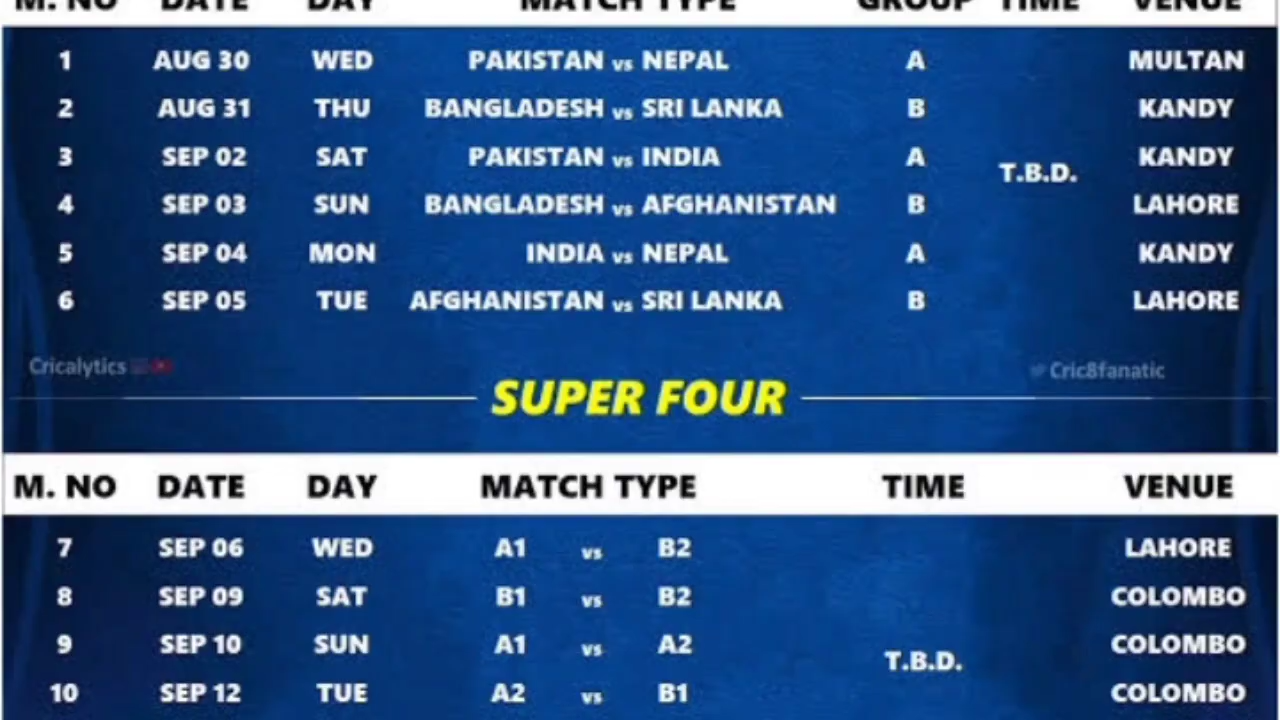 M. NO DATE DAY MATCH TYPE GROUP TIME VENUE
1 AUG 30 WED PAKISTAN vs NEPAL A MULTAN
2 AUG 31 THU BANGLADESH vs SRI LANKA B KANDY
3 SEP 02 SAT PAKISTAN vs INDIA A KANDY
T.B.D.
4 SEP 03 SUN BANGLADESH vs AFGHANISTAN B LAHORE
5 SEP 04 MON INDIA vs NEPAL A KANDY
6 SEP 05 TUE AFGHANISTAN vs SRI LANKA B LAHORE
Cricalytics Cric8fanatic
SUPER FOUR
M. NO DATE DAY MATCH TYPE TIME VENUE
7 SEP 06 WED A1 vs B2 LAHORE
8 SEP 09 SAT B1 vs B2 COLOMBO
9 SEP 10 SUN A1 vs A2 COLOMBO
T.B.D.
10 SEP 12 TUE A2 vs B1 COLOMBO